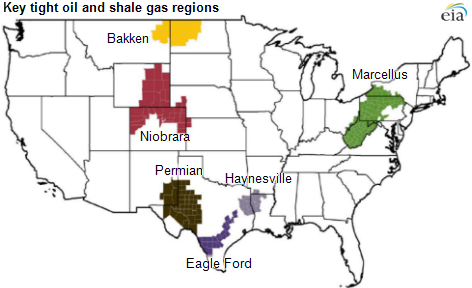 Key tight oil and shale gas regions
eia
Bakken
Marcellus
Niobrara
Permian
Haynesville
Eagle Ford